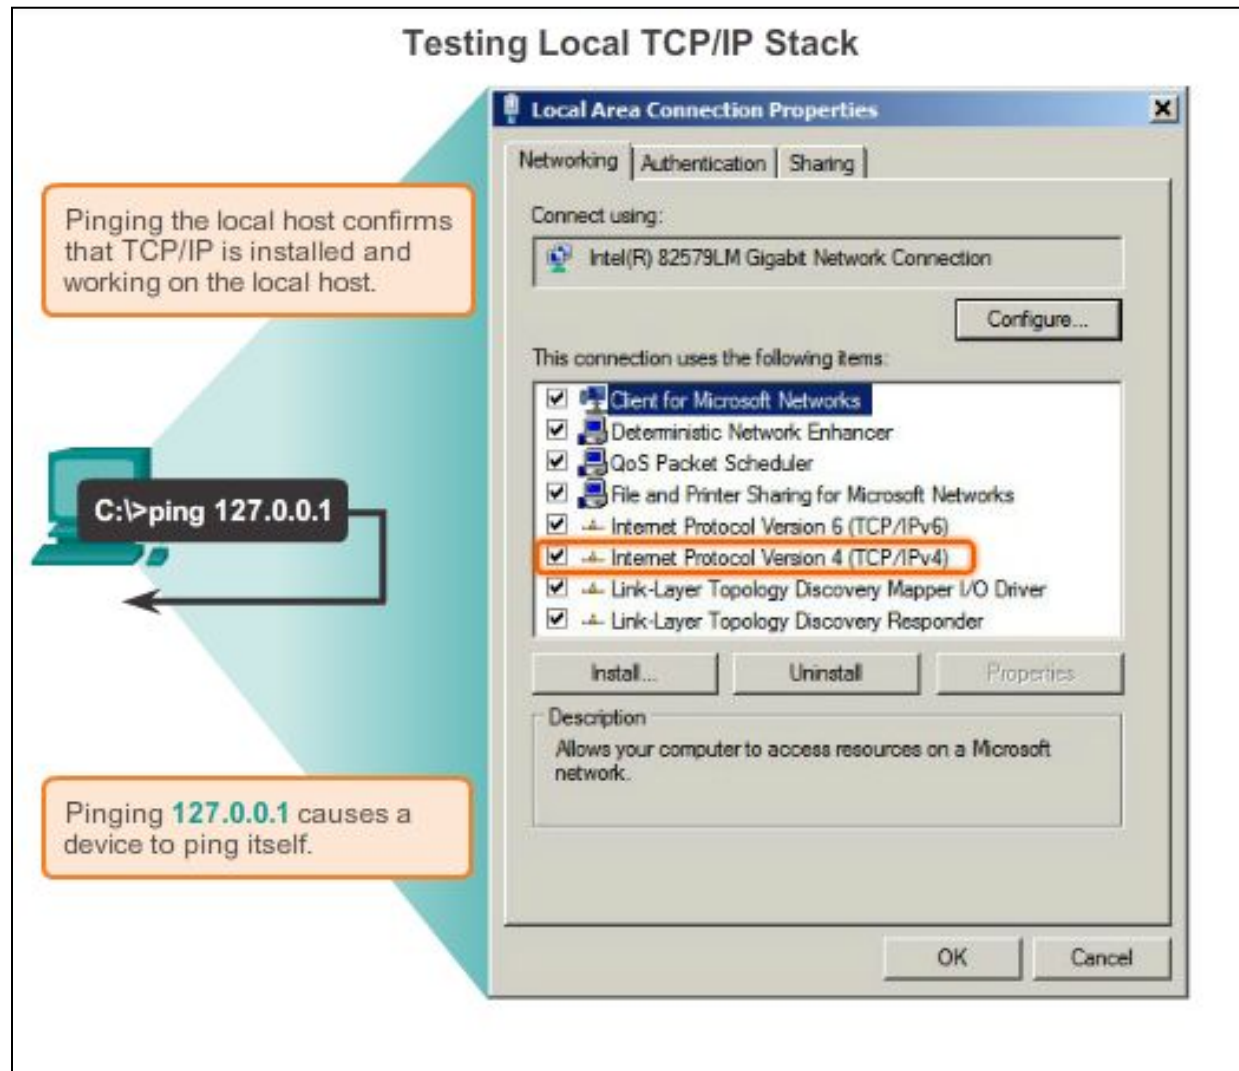 Testing Local TCP/IP Stack
Pinging the local host confirms
that TCP/IP is installed and
working on the local host.
C:\>ping 127.0.0.1
Pinging 127.0.0.1 causes a
device to ping itself.
Local Area Connection Properties
Networking
Authentication
Sharing
Connect using:
Intel(R) 82579LM Gigabit Network Connection
Configure...
This connection uses the following items:
Client for Microsoft Networks
Deterministic Network Enhancer
QoS Packet Scheduler
File and Printer Sharing for Microsoft Networks
Internet Protocol Version 6 (TCP/IPv6)
Internet Protocol Version 4 (TCP/IPv4)
Link-Layer Topology Discovery Mapper I/O Driver
Link-Layer Topology Discovery Responder
Install...
Uninstall
Properties
Description
Allows your computer to access resources on a Microsoft
network.
OK
Cancel